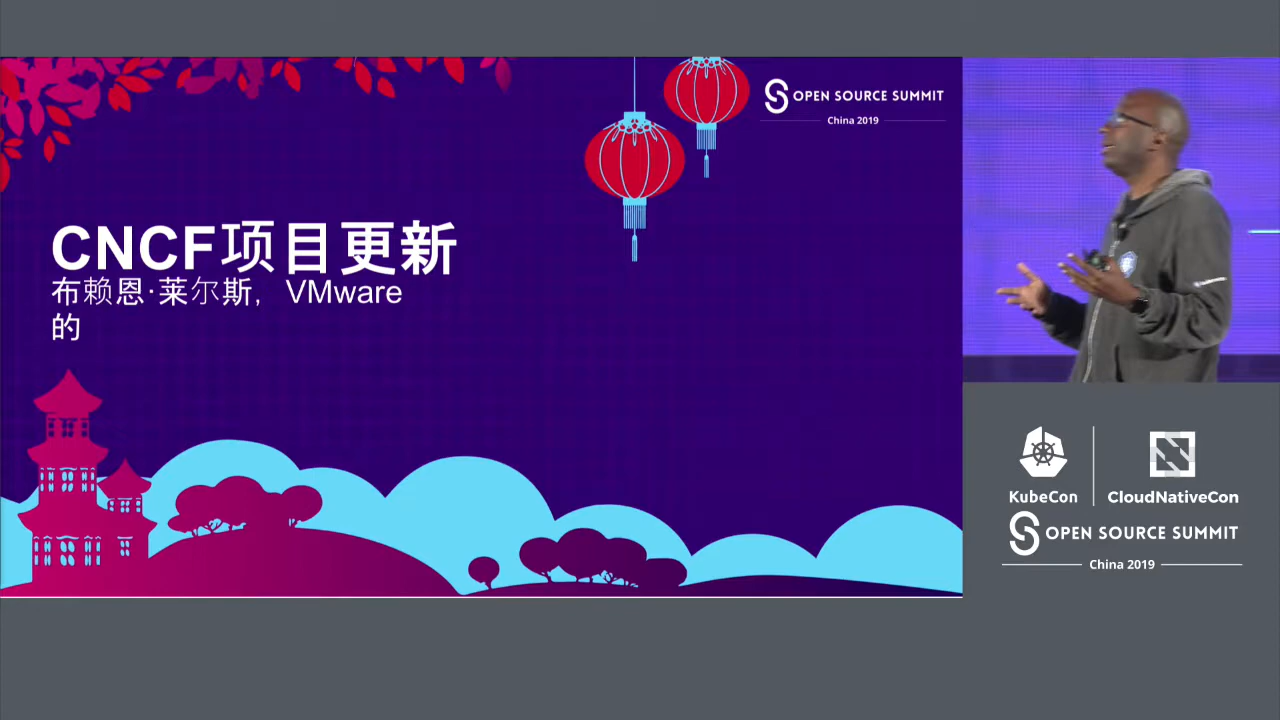 OPEN SOURCE SUMMIT
China 2019
CNCF项目更新
布赖恩·莱尔斯，VMware
的
KubeCon
CloudNativeCon
OPEN SOURCE SUMMIT
China 2019